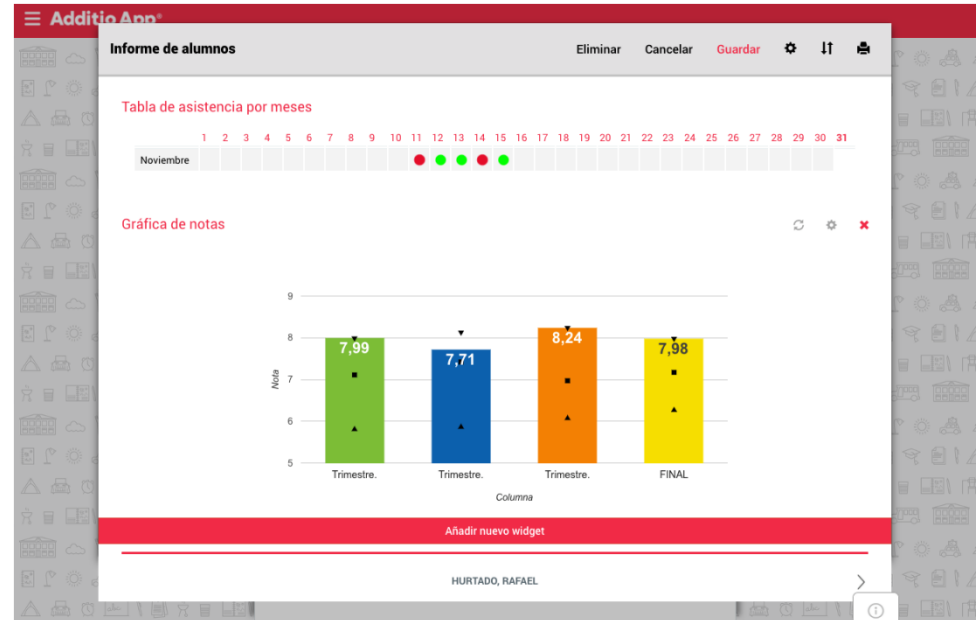 Additio App®
Informe de alumnos Eliminar Cancelar Guardar
Tabla de asistencia por meses
1 2 3 4 5 6 7 8 9 10 11 12 13 14 15 16 17 18 19 20 21 22 23 24 25 26 27 28 29 30 31
Noviembre
Gráfica de notas
9
8
7
6
5
Nota
7,99
7,71
8,24
7,98
Trimestre. Trimestre. Trimestre. FINAL
Columna
Añadir nuevo widget
HURTADO, RAFAEL